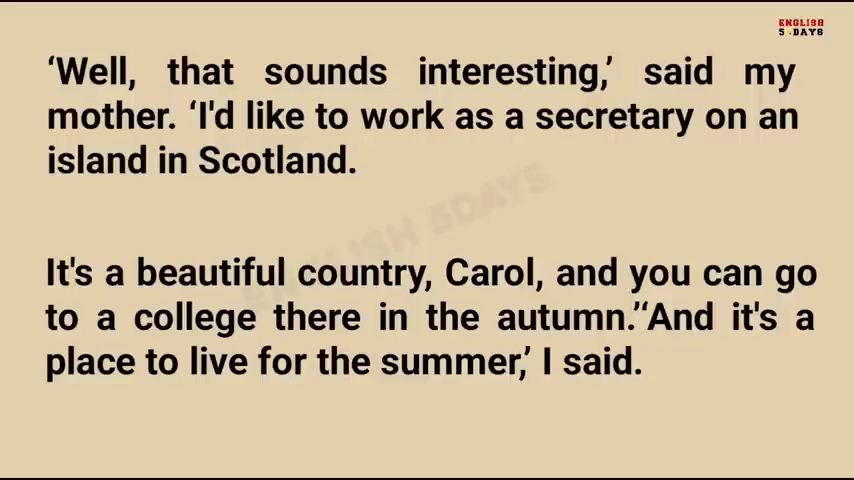 ENGLISH
5 DAYS
‘Well, that sounds interesting,’ said my
mother. ‘I'd like to work as a secretary on an
island in Scotland.
ENGLISH 5DAYS
It's a beautiful country, Carol, and you can go
to a college there in the autumn.’‘And it's a
place to live for the summer,’ I said.